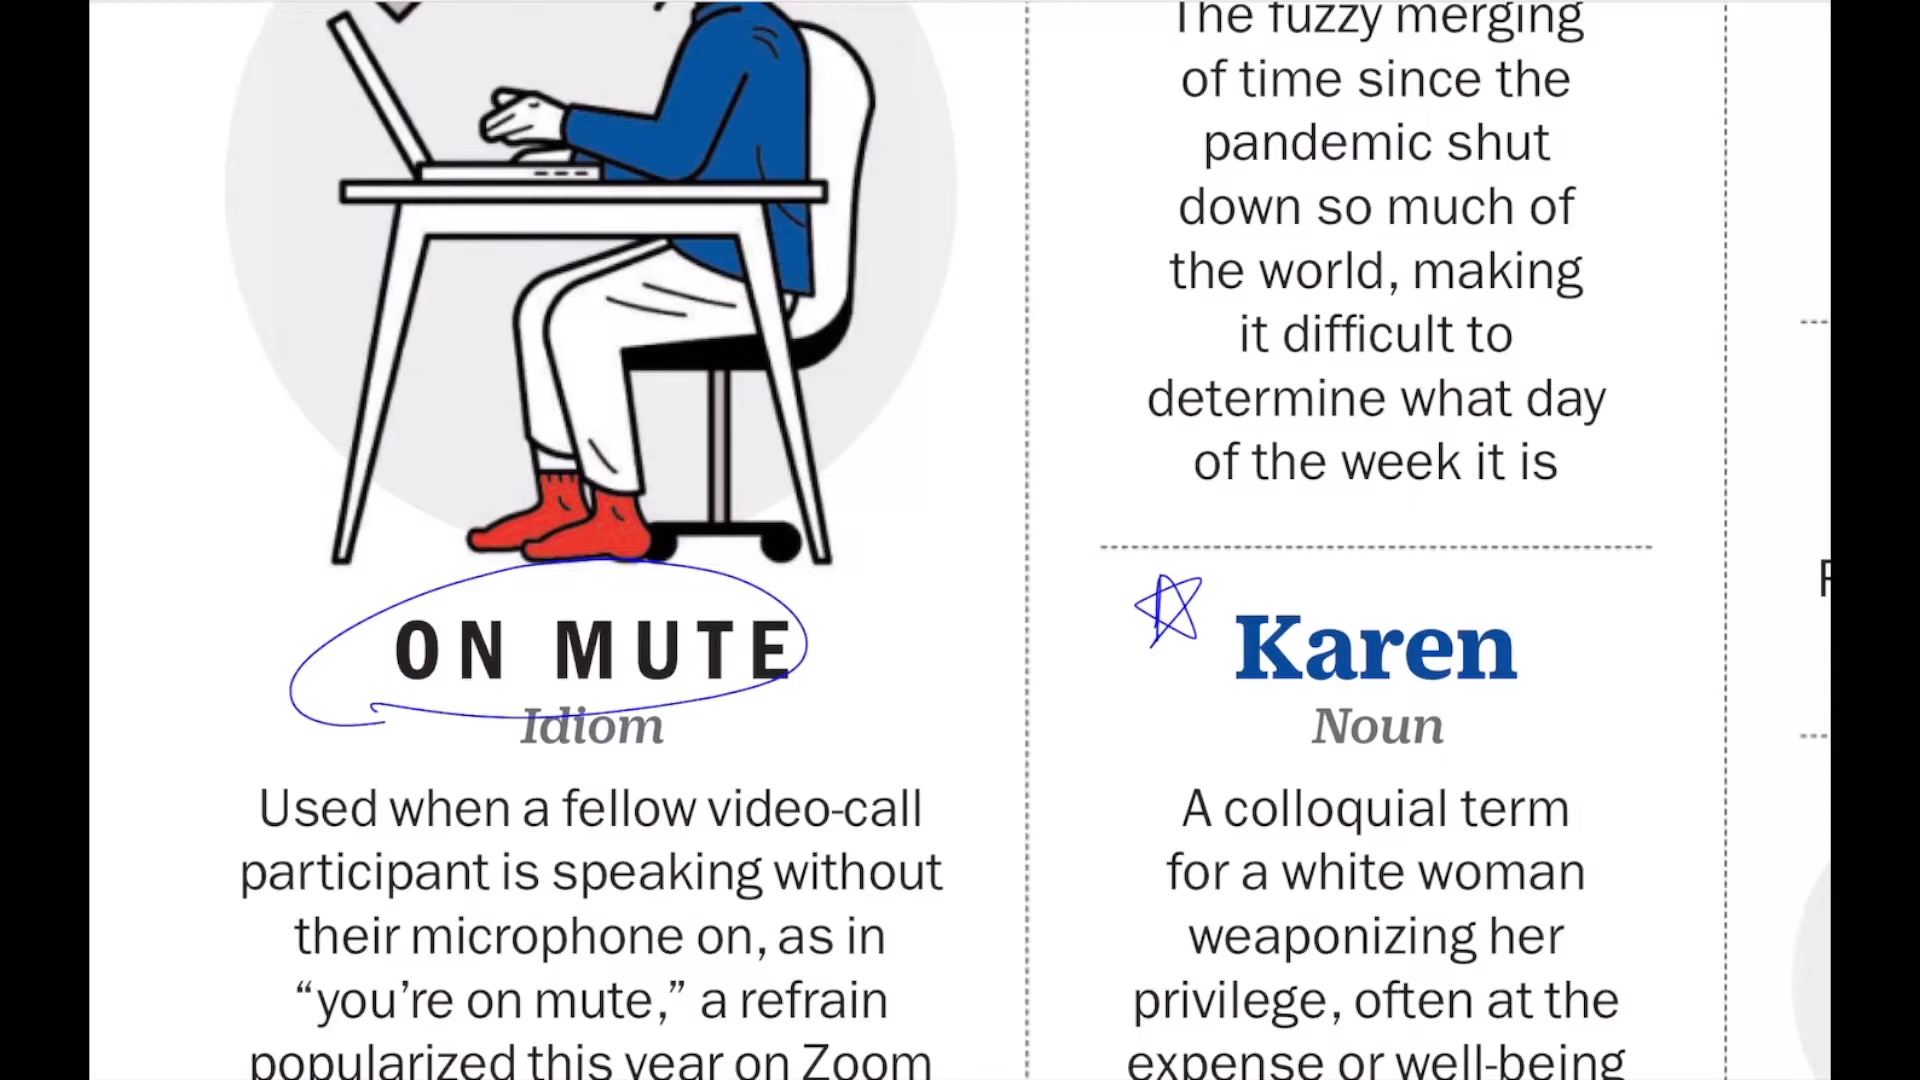 ON MUTE
Idiom
Used when a fellow video-call
participant is speaking without
their microphone on, as in
“you’re on mute,” a refrain
popularized this year on Zoom
The fuzzy merging
of time since the
pandemic shut
down so much of
the world, making
it difficult to
determine what day
of the week it is
Karen
Noun
A colloquial term
for a white woman
weaponizing her
privilege, often at the
expense or well-being